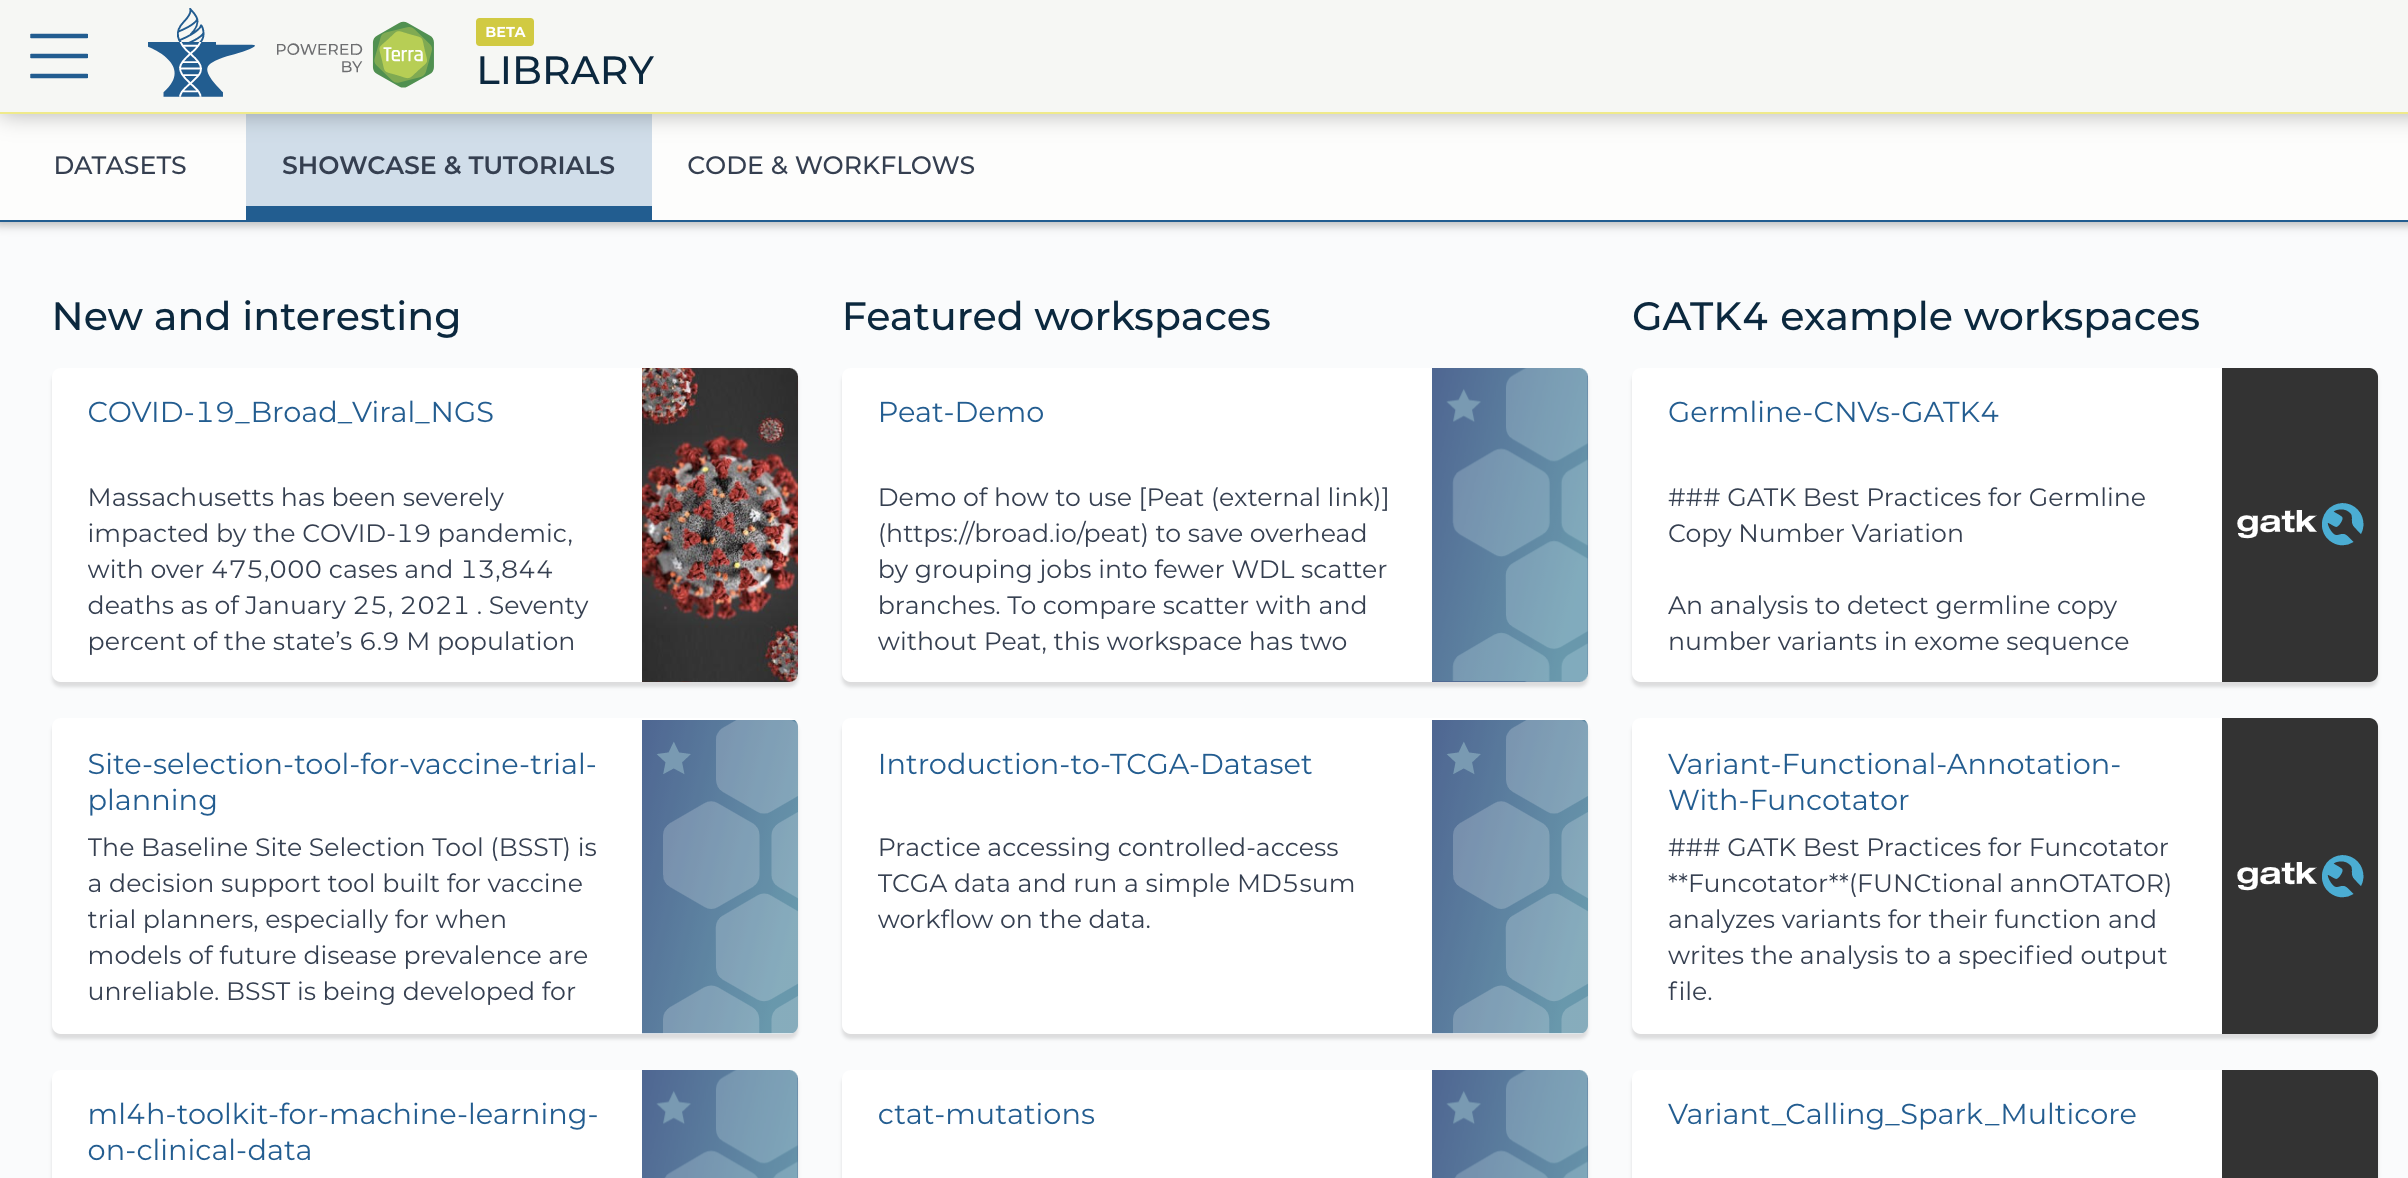 POWERED
BY
Terra
BETA
LIBRARY
DATASETS
SHOWCASE & TUTORIALS
CODE & WORKFLOWS
New and interesting
COVID-19_Broad_Viral_NGS
Massachusetts has been severely
impacted by the COVID-19 pandemic,
with over 475,000 cases and 13,844
deaths as of January 25, 2021 . Seventy
percent of the state’s 6.9 M population
Site-selection-tool-for-vaccine-trial-
planning
The Baseline Site Selection Tool (BSST) is
a decision support tool built for vaccine
trial planners, especially for when
models of future disease prevalence are
unreliable. BSST is being developed for
ml4h-toolkit-for-machine-learning-
on-clinical-data
Featured workspaces
Peat-Demo
Demo of how to use [Peat (external link)]
(https://broad.io/peat) to save overhead
by grouping jobs into fewer WDL scatter
branches. To compare scatter with and
without Peat, this workspace has two
Introduction-to-TCGA-Dataset
Practice accessing controlled-access
TCGA data and run a simple MD5sum
workflow on the data.
ctat-mutations
GATK4 example workspaces
Germline-CNVs-GATK4
### GATK Best Practices for Germline
Copy Number Variation
An analysis to detect germline copy
number variants in exome sequence
gatk
Variant-Functional-Annotation-
With-Funcotator
### GATK Best Practices for Funcotator
**Funcotator**(FUNCtional annOTATOR)
analyzes variants for their function and
writes the analysis to a specified output
file.
gatk
Variant_Calling_Spark_Multicore